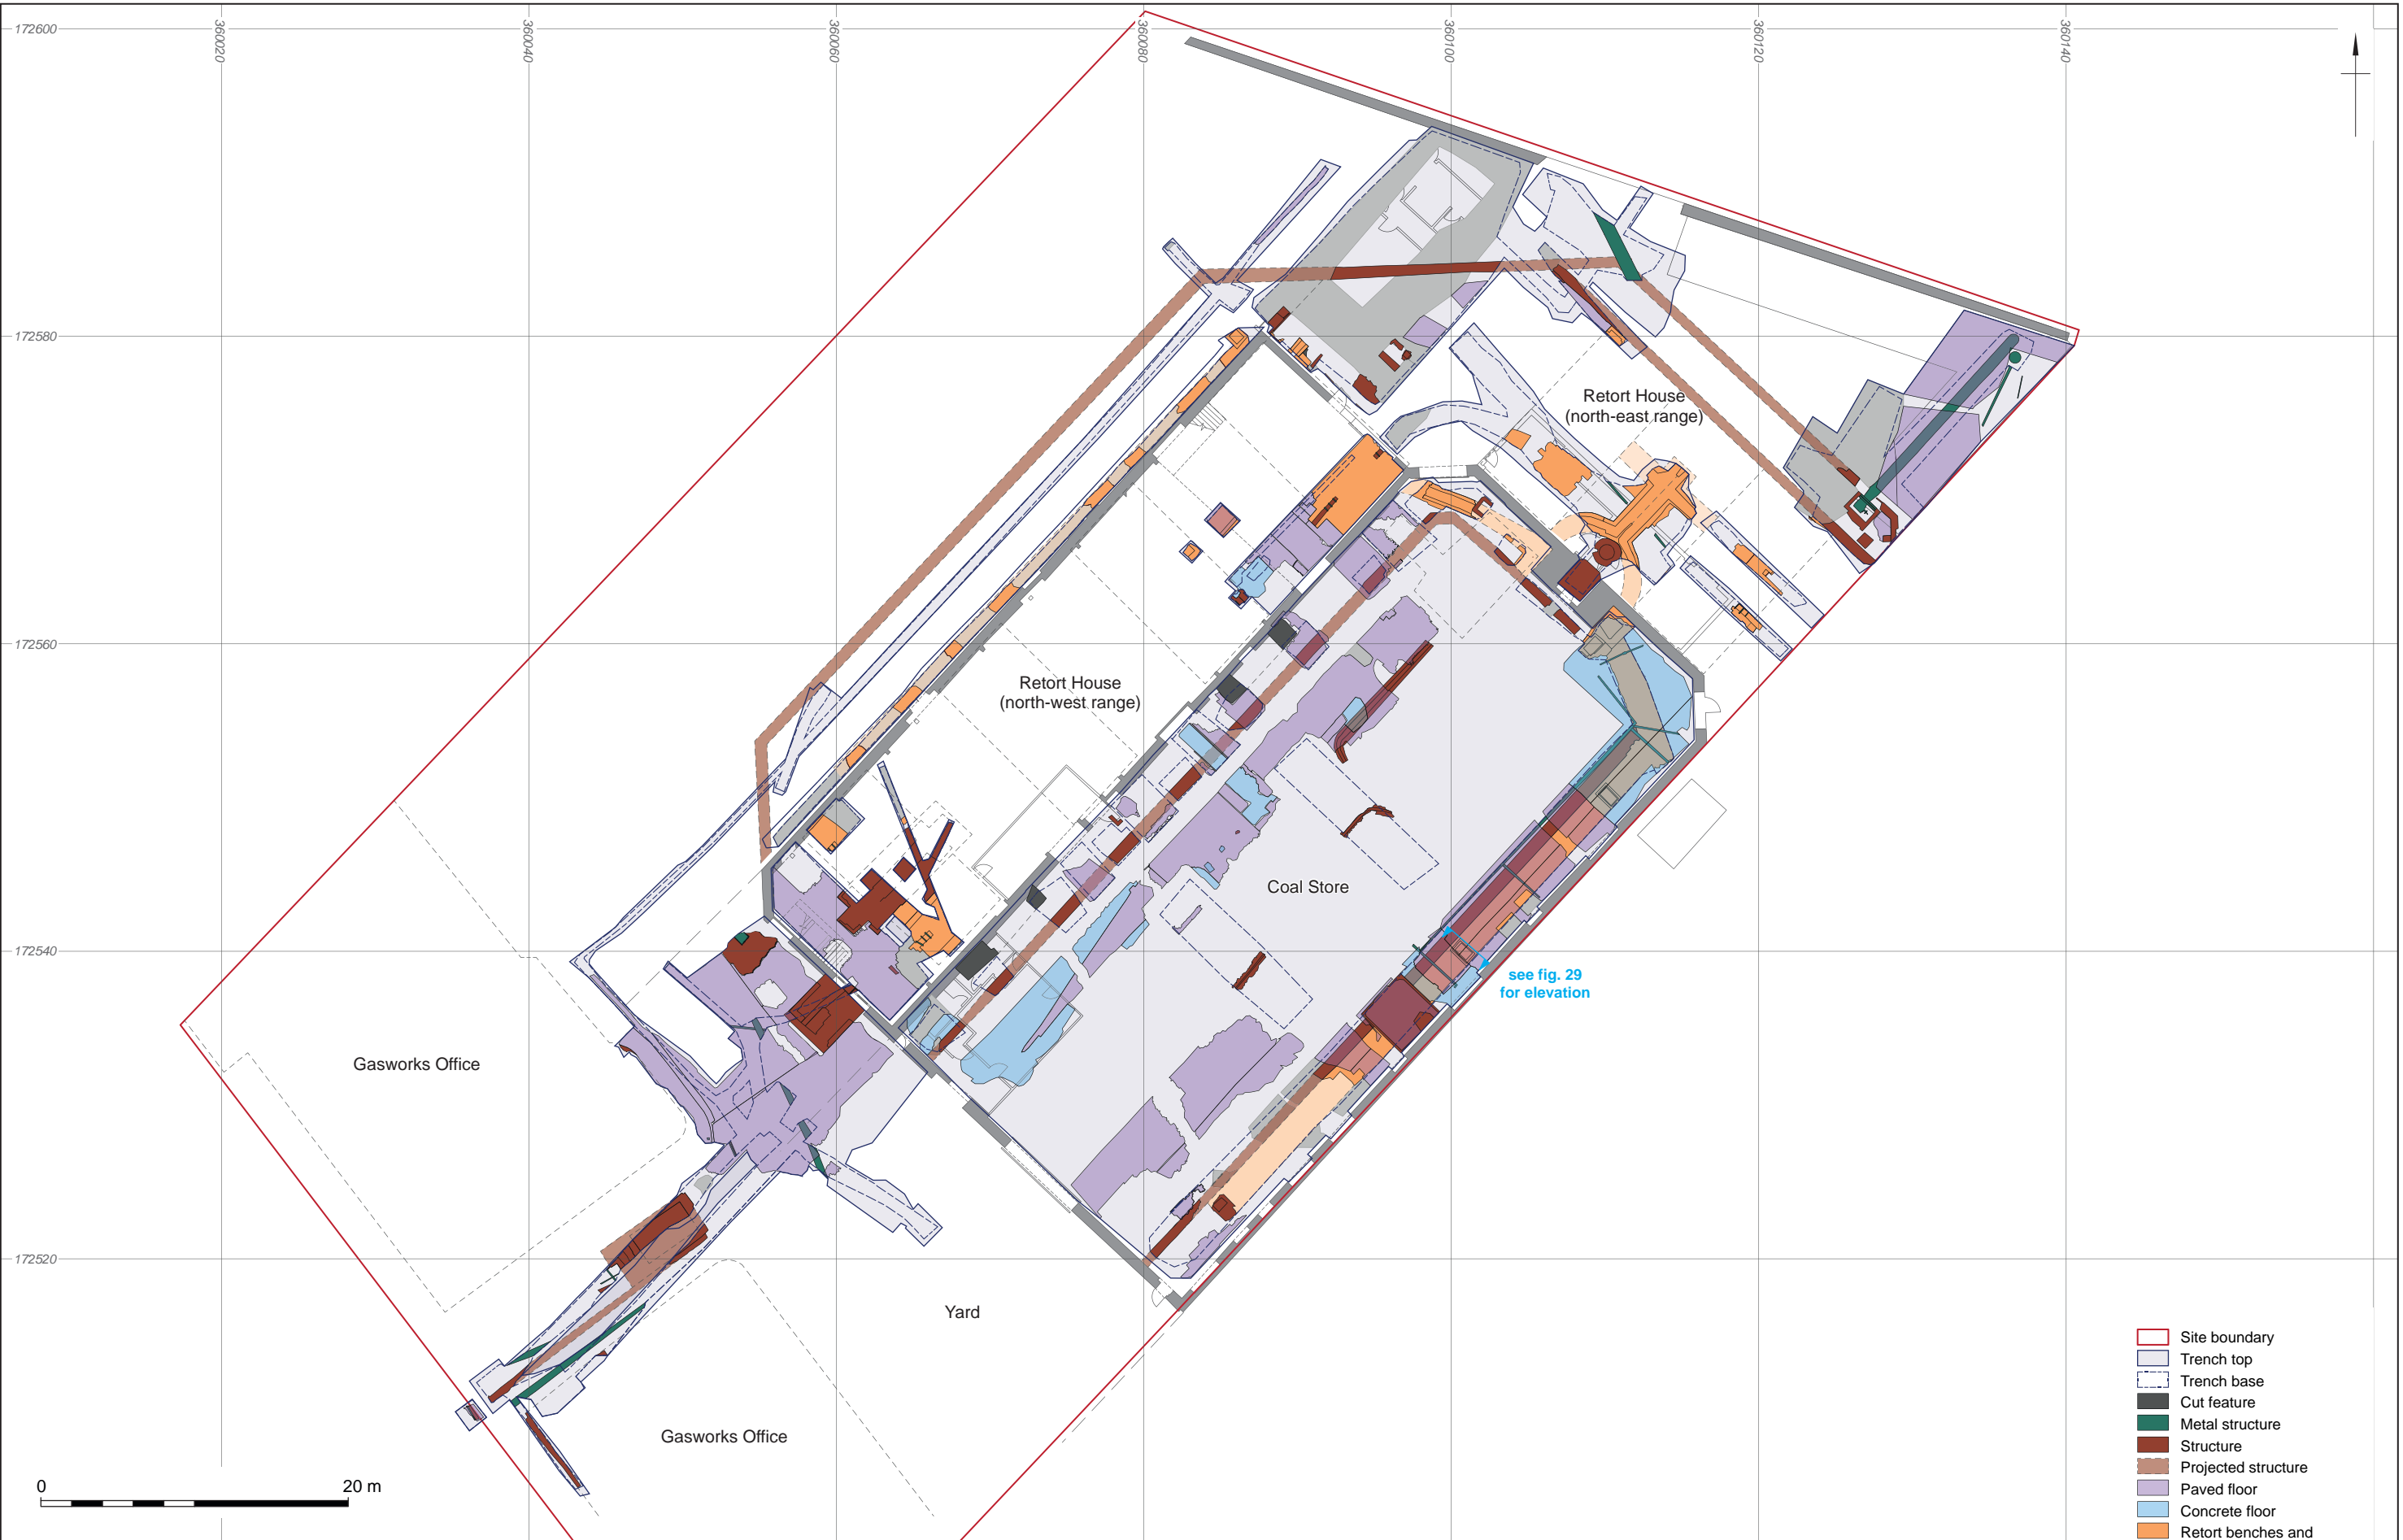 360020
360040
360060
360080
360100
360120
360140
172600
172580
172560
172540
172520
Retort House
(north-east range)
Retort House
(north-west range)
Coal Store
see fig. 29
for elevation
Gasworks Office
Yard
Gasworks Office
0 20 m
Site boundary
Trench top
Trench base
Cut feature
Metal structure
Structure
Projected structure
Paved floor
Concrete floor
Retort benches and